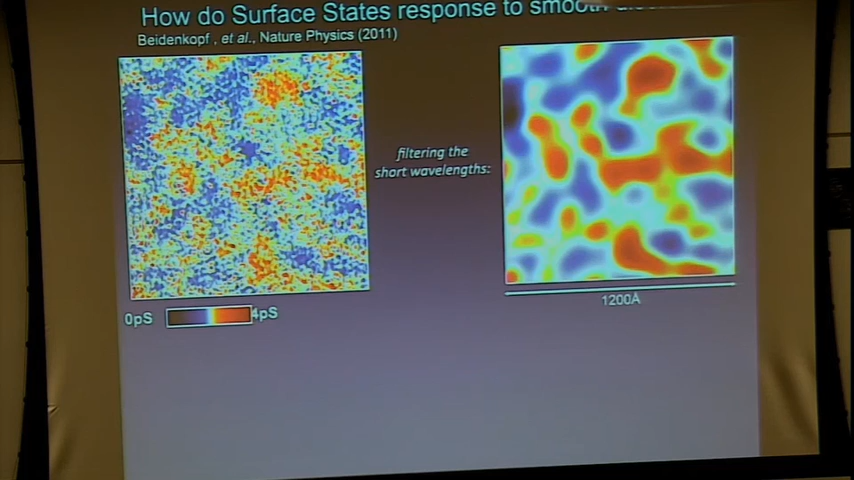 How do Surface States response to smooth
Beidenkopf , et al., Nature Physics (2011)
filtering the
short wavelengths:
0pS 4pS
1200Å